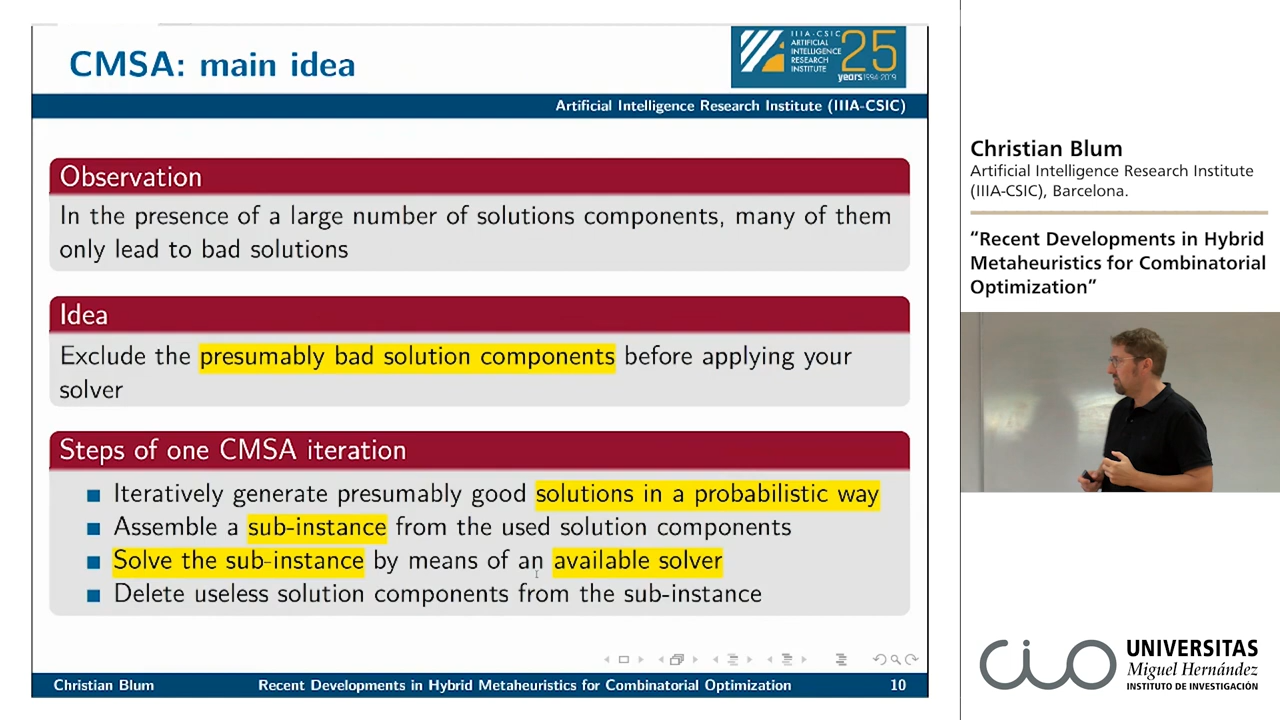 CMSA: main idea
IIIA-CSIC
ARTIFICIAL
INTELLIGENCE
RESEARCH
INSTITUTE
25
years 1994-2019
Artificial Intelligence Research Institute (IIIA-CSIC)
Observation
In the presence of a large number of solutions components, many of them
only lead to bad solutions
Idea
Exclude the presumably bad solution components before applying your
solver
Steps of one CMSA iteration
Iteratively generate presumably good solutions in a probabilistic way
Assemble a sub-instance from the used solution components
Solve the sub-instance by means of an available solver
Delete useless solution components from the sub-instance
Christian Blum
Recent Developments in Hybrid Metaheuristics for Combinatorial Optimization
10
Christian Blum
Artificial Intelligence Research Institute
(IIIA-CSIC), Barcelona.
“Recent Developments in Hybrid
Metaheuristics for Combinatorial
Optimization”
cio
UNIVERSITAS
Miguel Hernández
INSTITUTO DE INVESTIGACIÓN